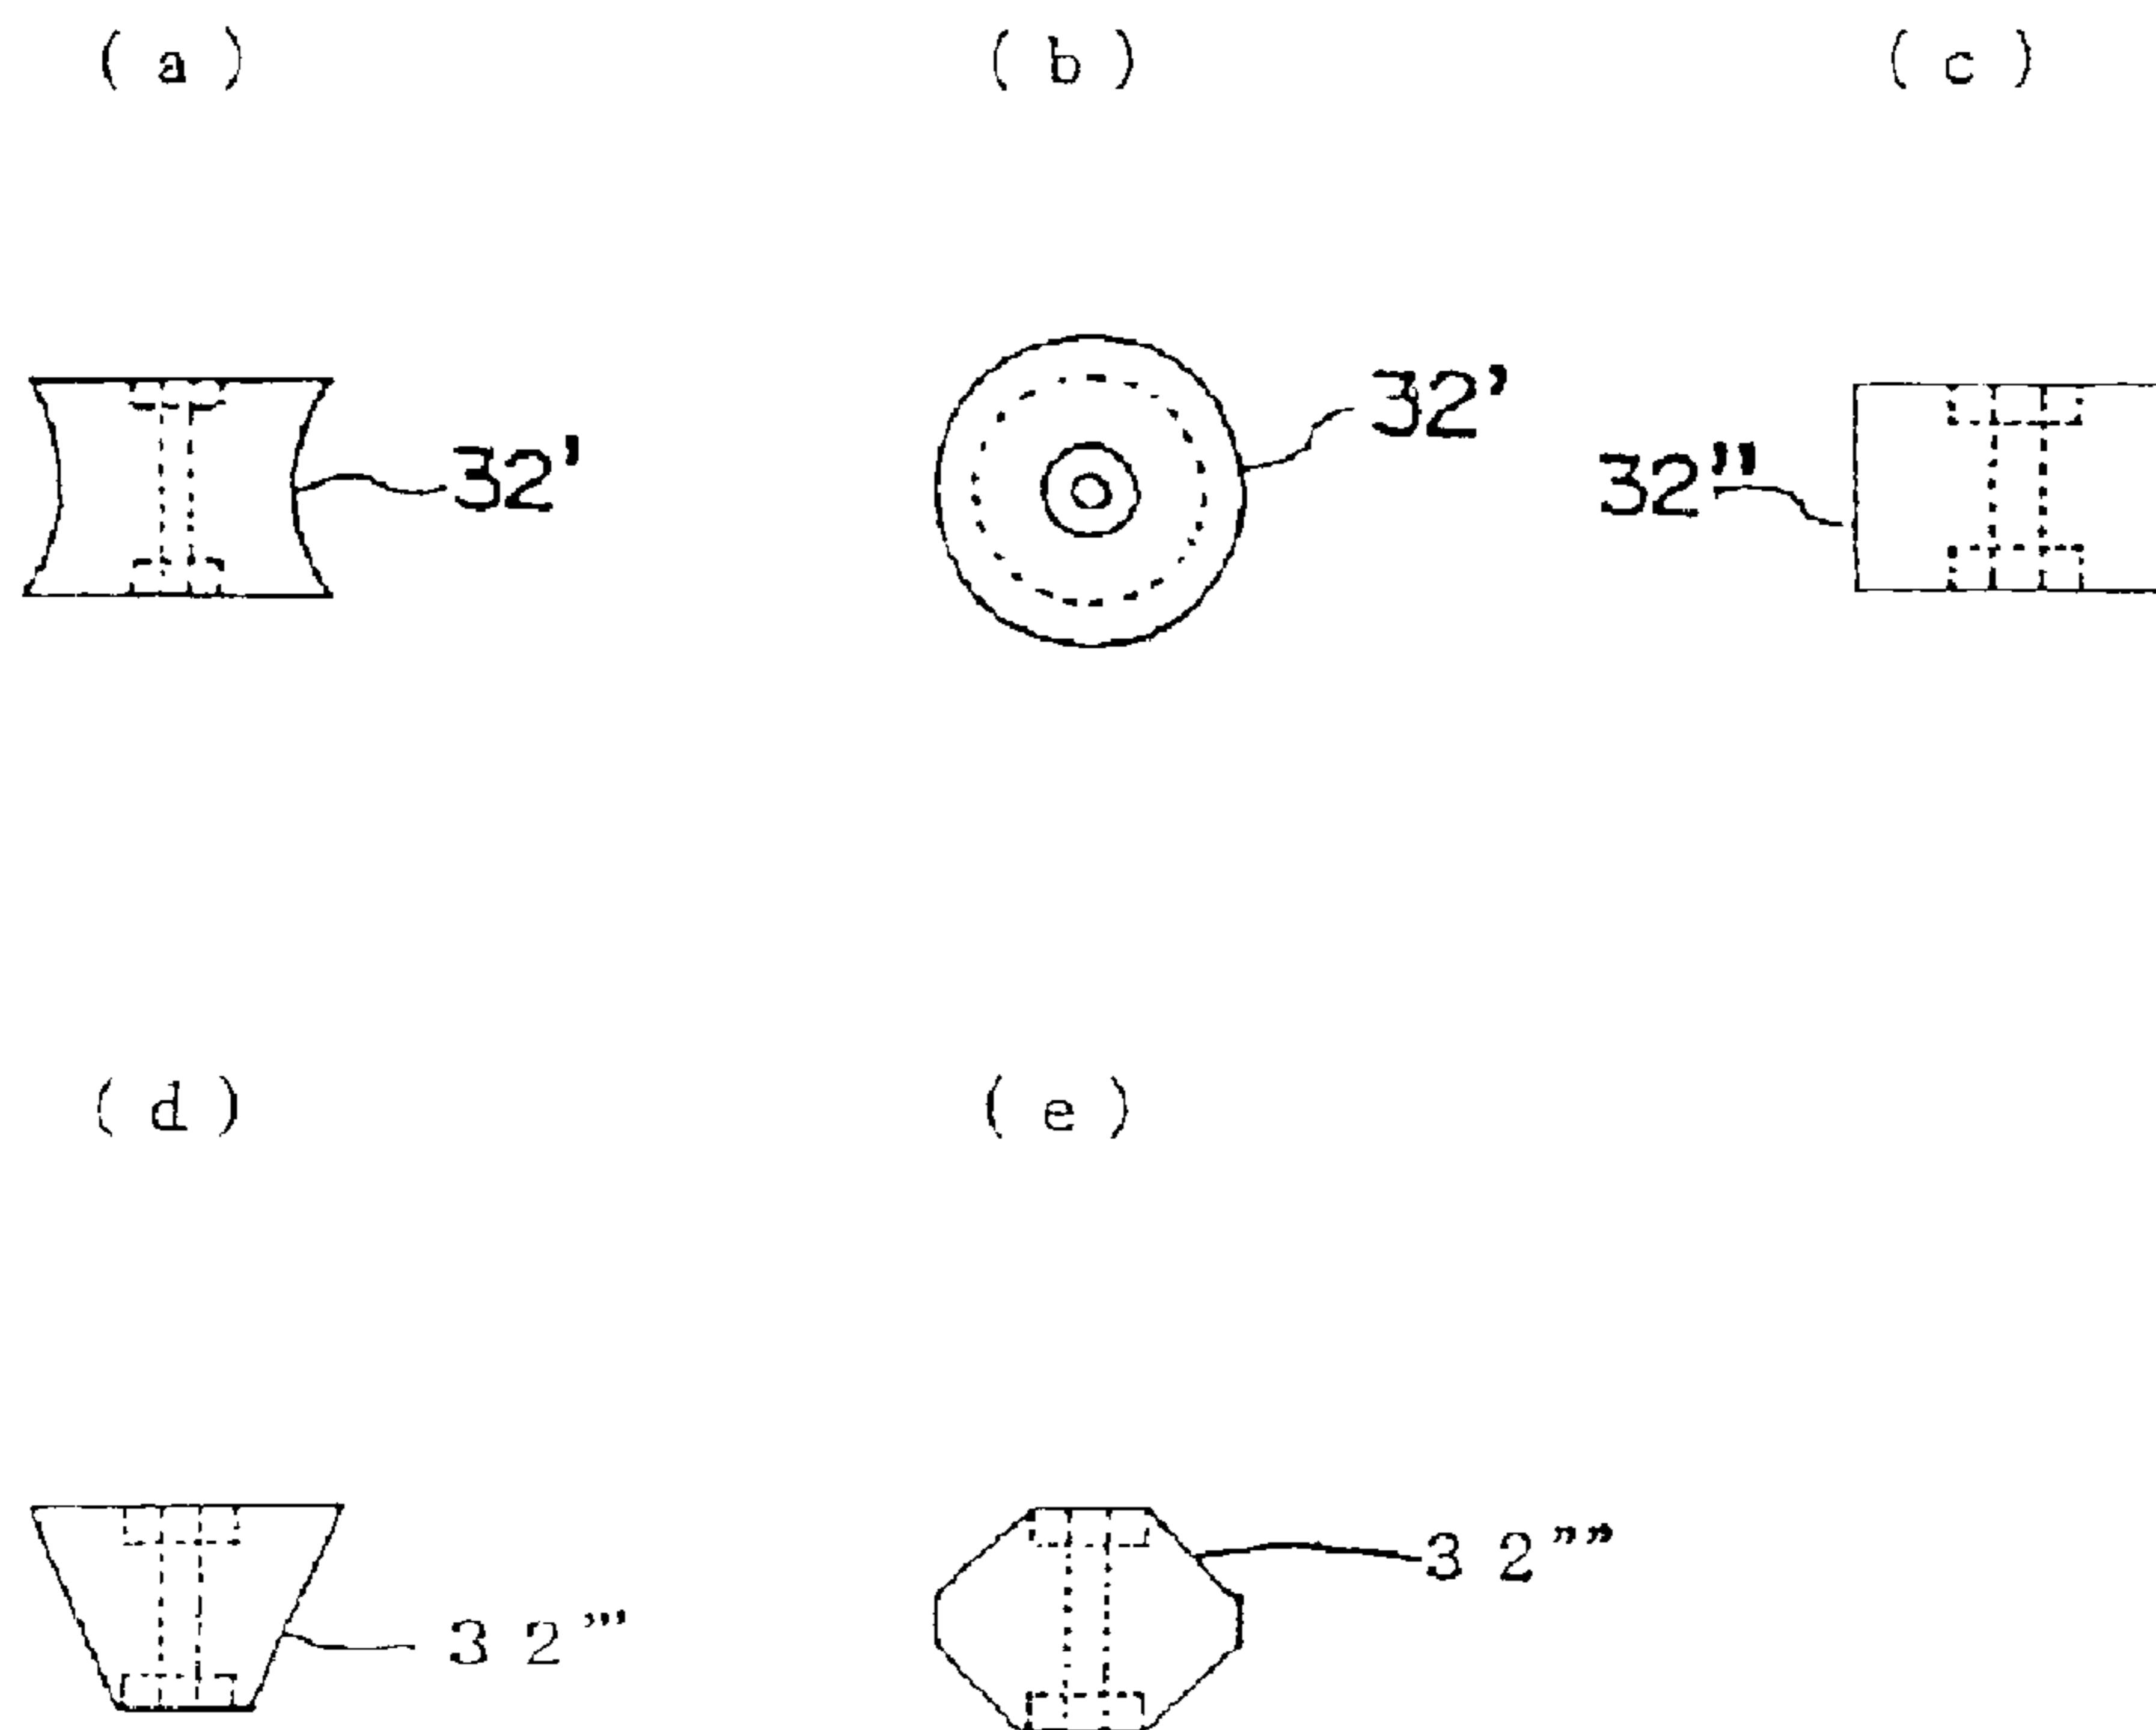 ( a ) ( b ) ( c )
32'
32'
32"
( d ) ( e )
3 2"'
3 2""